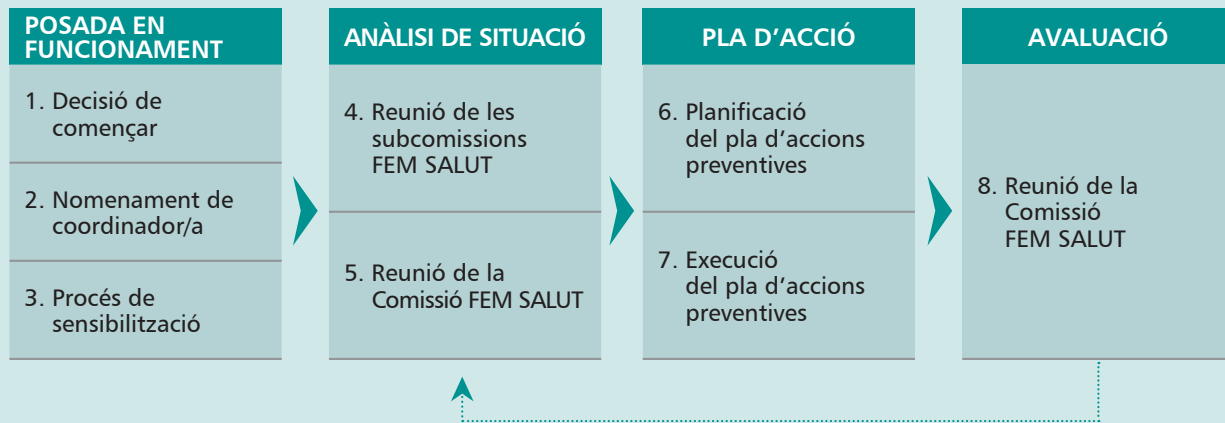 POSADA EN
FUNCIONAMENT
1. Decisió de
començar
2. Nomenament de
coordinador/a
3. Procés de
sensibilització
ANÀLISI DE SITUACIÓ
4. Reunió de les
subcomissions
FEM SALUT
5. Reunió de la
Comissió FEM SALUT
PLA D’ACCIÓ
6. Planificació
del pla d’accions
preventives
7. Execució
del pla d’accions
preventives
AVALUACIÓ
8. Reunió de la
Comissió
FEM SALUT